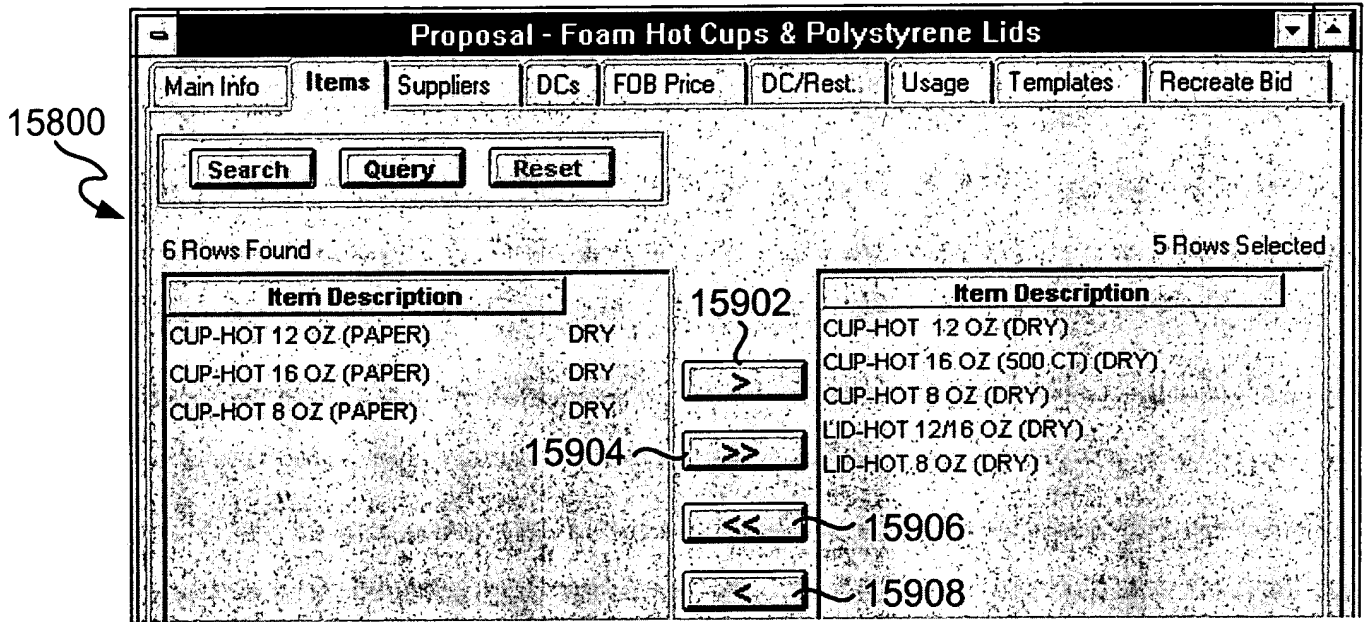 Proposal - Foam Hot Cups & Polystyrene Lids
Main Info Items Suppliers DCs FOB Price DC/Rest. Usage Templates Recreate Bid
15800
Search Query Reset
6 Rows Found 5 Rows Selected
Item Description 15902 Item Description
CUP-HOT 12 OZ (PAPER) DRY CUP-HOT 12 OZ (DRY)
CUP-HOT 16 OZ (PAPER) DRY > CUP-HOT 16 OZ (500 CT) (DRY)
CUP-HOT 8 OZ (PAPER) DRY CUP-HOT 8 OZ (DRY)
LID-HOT 12/16 OZ (DRY)
15904 >> LID-HOT 8 OZ (DRY)
<< 15906
< 15908